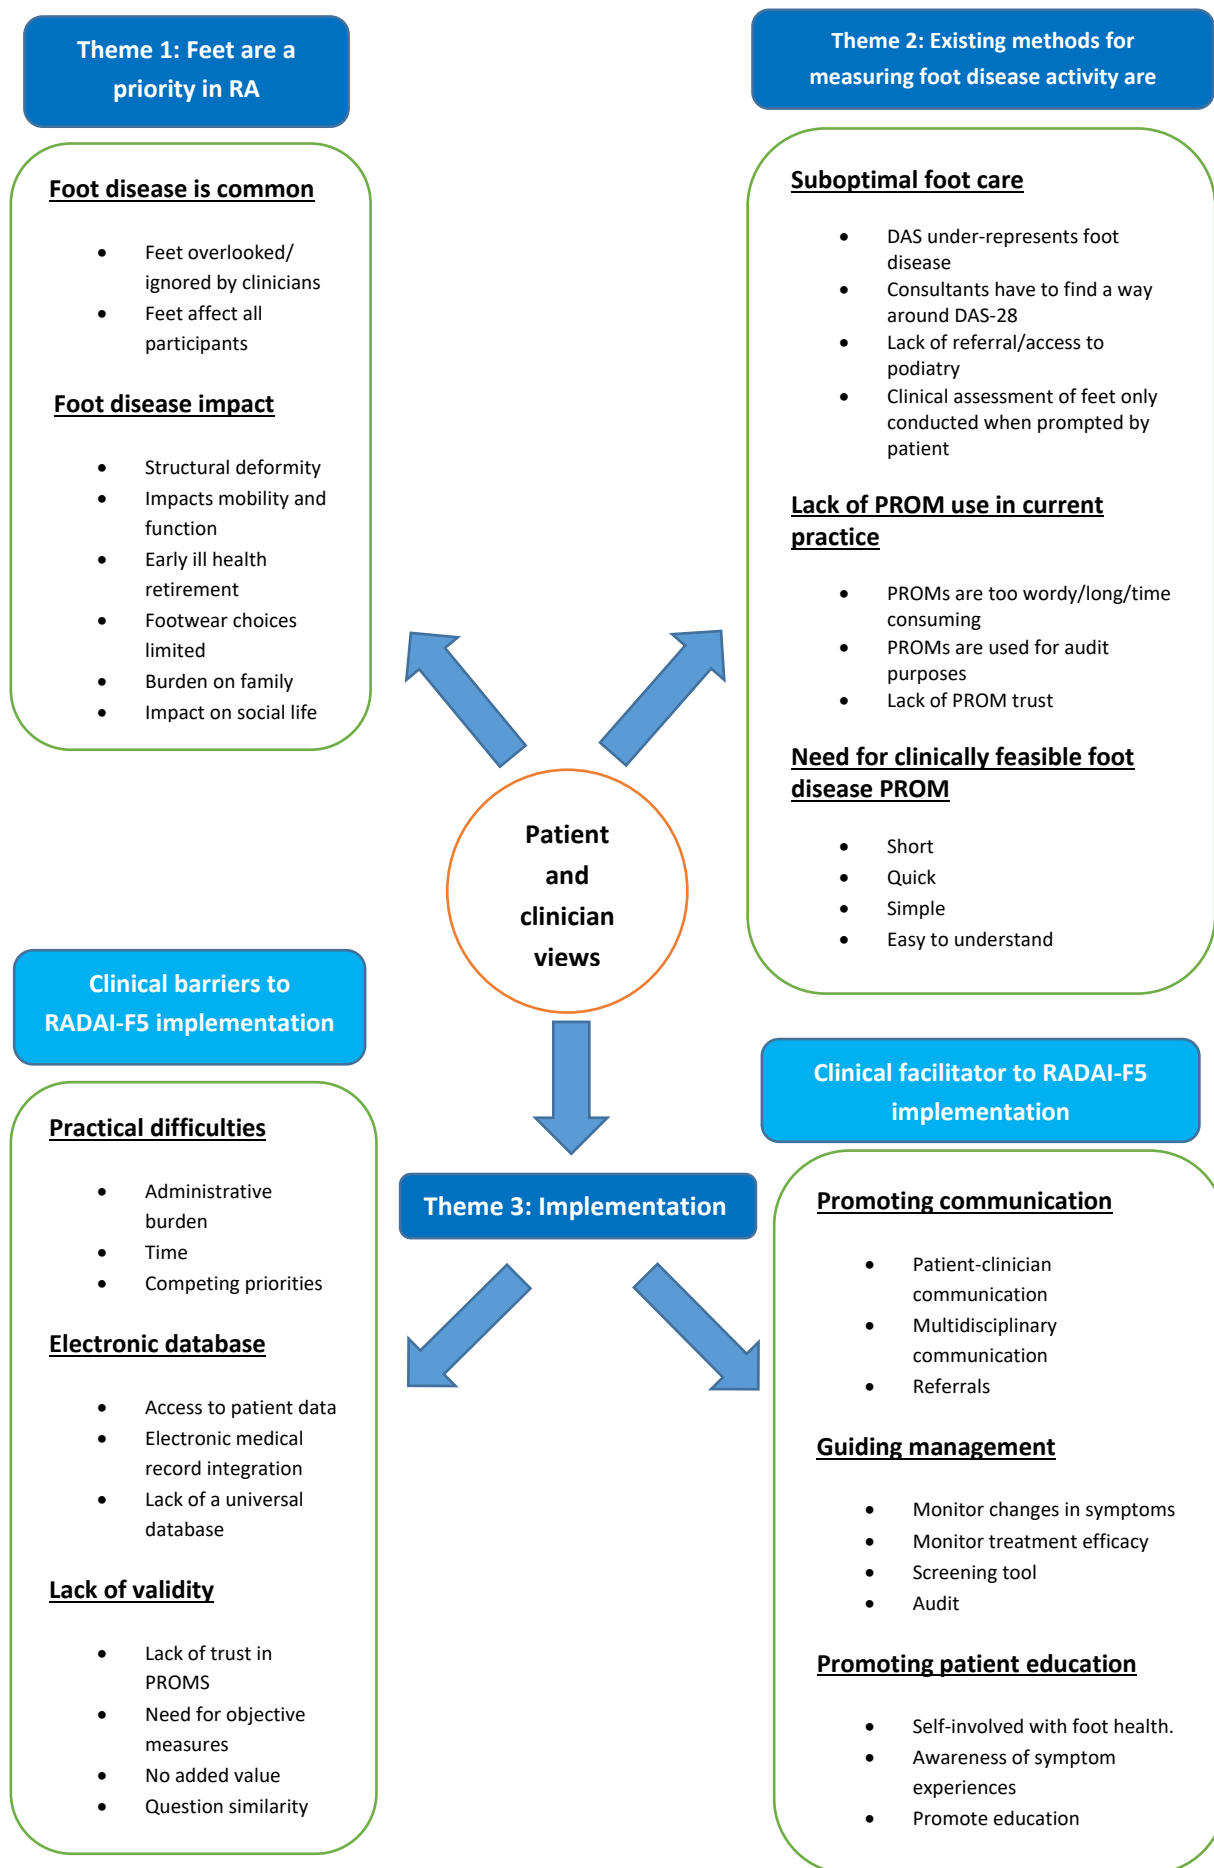 Theme 1: Feet are a
priority in RA
Foot disease is common
• Feet overlooked/
ignored by clinicians
• Feet affect all
participants
Foot disease impact
• Structural deformity
• Impacts mobility and
function
• Early ill health
retirement
• Footwear choices
limited
• Burden on family
• Impact on social life
Theme 2: Existing methods for
measuring foot disease activity are
Suboptimal foot care
• DAS under-represents foot
disease
• Consultants have to find a way
around DAS-28
• Lack of referral/access to
podiatry
• Clinical assessment of feet only
conducted when prompted by
patient
Lack of PROM use in current
practice
• PROMs are too wordy/long/time
consuming
• PROMs are used for audit
purposes
• Lack of PROM trust
Need for clinically feasible foot
disease PROM
• Short
• Quick
• Simple
• Easy to understand
Patient
and
clinician
views
Theme 3: Implementation
Clinical barriers to
RADAI-F5 implementation
Practical difficulties
• Administrative
burden
• Time
• Competing priorities
Electronic database
• Access to patient data
• Electronic medical
record integration
• Lack of a universal
database
Lack of validity
• Lack of trust in
PROMS
• Need for objective
measures
• No added value
• Question similarity
Clinical facilitator to RADAI-F5
implementation
Promoting communication
• Patient-clinician
communication
• Multidisciplinary
communication
• Referrals
Guiding management
• Monitor changes in symptoms
• Monitor treatment efficacy
• Screening tool
• Audit
Promoting patient education
• Self-involved with foot health.
• Awareness of symptom
experiences
• Promote education